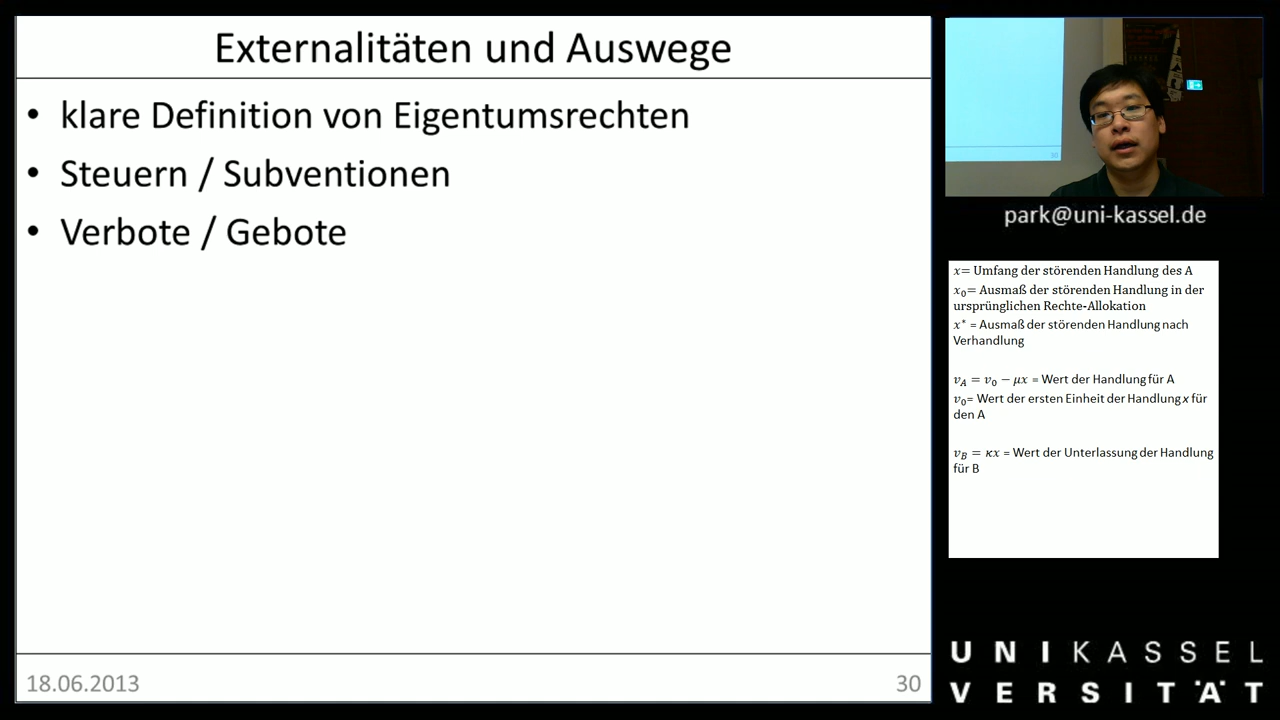 Externalitäten und Auswege
• klare Definition von Eigentumsrechten
• Steuern / Subventionen
• Verbote / Gebote
18.06.2013
30
park@uni-kassel.de
x= Umfang der störenden Handlung des A
x₀= Ausmaß der störenden Handlung in der
ursprünglichen Rechte-Allokation
x* = Ausmaß der störenden Handlung nach
Verhandlung
v_A = v₀ − μx = Wert der Handlung für A
v₀= Wert der ersten Einheit der Handlung x für
den A
v_B = κx = Wert der Unterlassung der Handlung
für B
UNIKASSEL
VERSITÄT